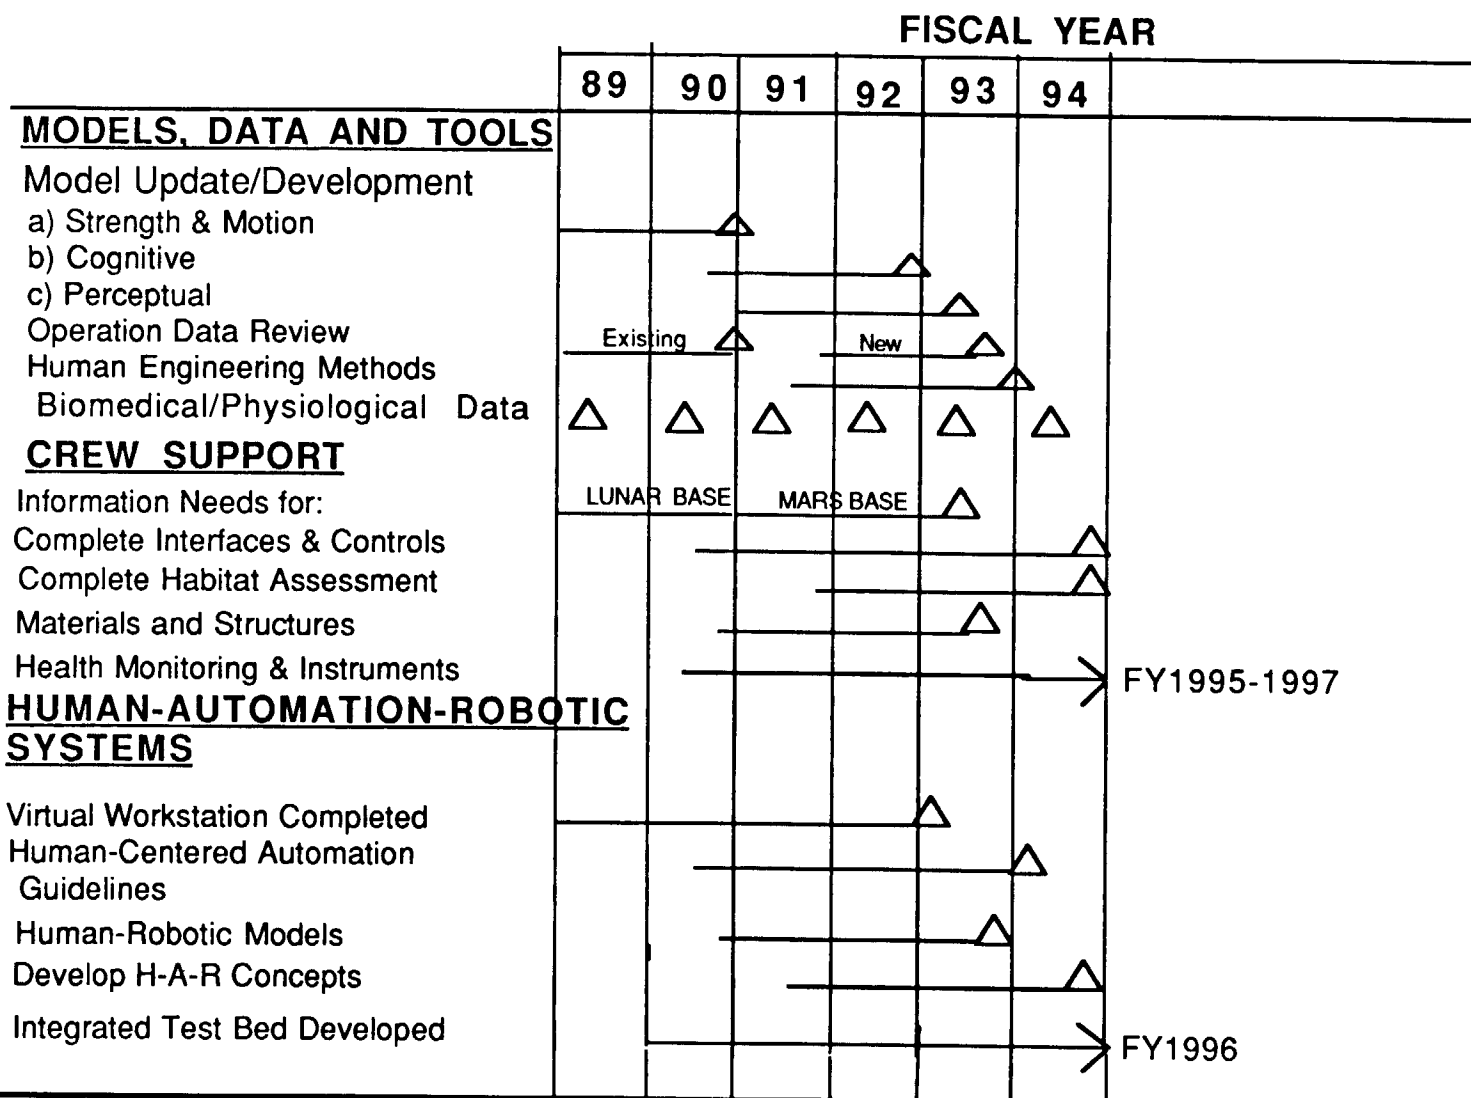 FISCAL YEAR
89 90 91 92 93 94
MODELS, DATA AND TOOLS
Model Update/Development
a) Strength & Motion
b) Cognitive
c) Perceptual
Operation Data Review Existing New
Human Engineering Methods
Biomedical/Physiological Data
CREW SUPPORT
Information Needs for: LUNAR BASE MARS BASE
Complete Interfaces & Controls
Complete Habitat Assessment
Materials and Structures
Health Monitoring & Instruments FY1995-1997
HUMAN-AUTOMATION-ROBOTIC
SYSTEMS
Virtual Workstation Completed
Human-Centered Automation
Guidelines
Human-Robotic Models
Develop H-A-R Concepts
Integrated Test Bed Developed FY1996